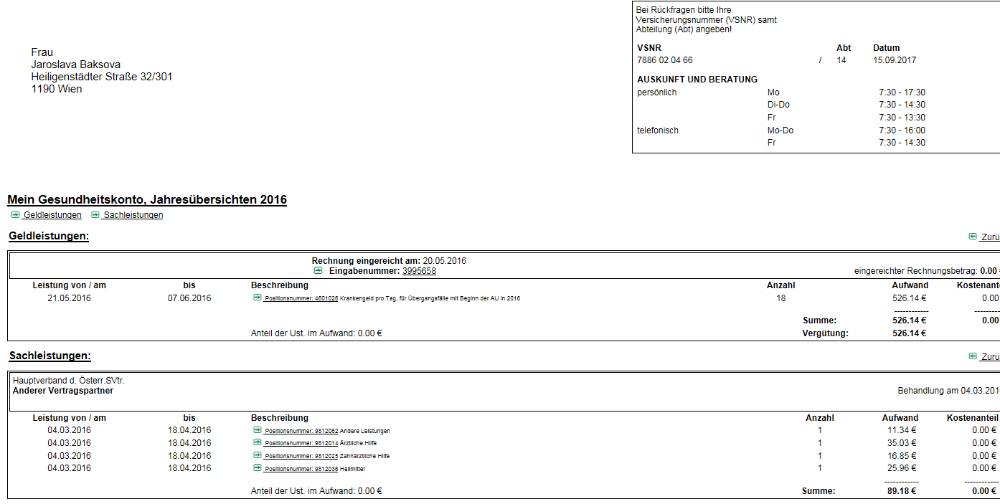 Bei Rückfragen bitte Ihre
Versicherungsnummer (VSNR) samt
Abteilung (Abt) angeben!
VSNR Abt Datum
7886 02 04 66 / 14 15.09.2017
AUSKUNFT UND BERATUNG
persönlich Mo 7:30 - 17:30
Di-Do 7:30 - 14:30
Fr 7:30 - 13:30
telefonisch Mo-Do 7:30 - 16:00
Fr 7:30 - 14:30
Frau
Jaroslava Baksova
Heiligenstädter Straße 32/301
1190 Wien
Mein Gesundheitskonto, Jahresübersichten 2016
Geldleistungen Sachleistungen
Geldleistungen: Zurü
Rechnung eingereicht am: 20.05.2016
Eingabenummer: 3995658 eingereichter Rechnungsbetrag: 0.00 €
Leistung von / am bis Beschreibung Anzahl Aufwand Kostenante
21.05.2016 07.06.2016 Positionsnummer: 4601026 Krankengeld pro Tag, für Übergangsfälle mit Beginn der AU in 2016 18 526.14 € 0.00
------------ ---------
Summe: 526.14 € 0.00
Anteil der Ust. im Aufwand: 0.00 € Vergütung: 526.14 €
Sachleistungen: Zurü
Hauptverband d. Österr.SVtr.
Anderer Vertragspartner Behandlung am 04.03.2016
Leistung von / am bis Beschreibung Anzahl Aufwand Kostenanteil
04.03.2016 18.04.2016 Positionsnummer: 9812062 Andere Leistungen 1 11.34 € 0.00 €
04.03.2016 18.04.2016 Positionsnummer: 9812014 Ärztliche Hilfe 1 35.03 € 0.00 €
04.03.2016 18.04.2016 Positionsnummer: 9812025 Zahnärztliche Hilfe 1 16.85 € 0.00 €
04.03.2016 18.04.2016 Positionsnummer: 9812036 Heilmittel 1 25.96 € 0.00 €
------------ ------------
Anteil der Ust. im Aufwand: 0.00 € Summe: 89.18 € 0.00 €